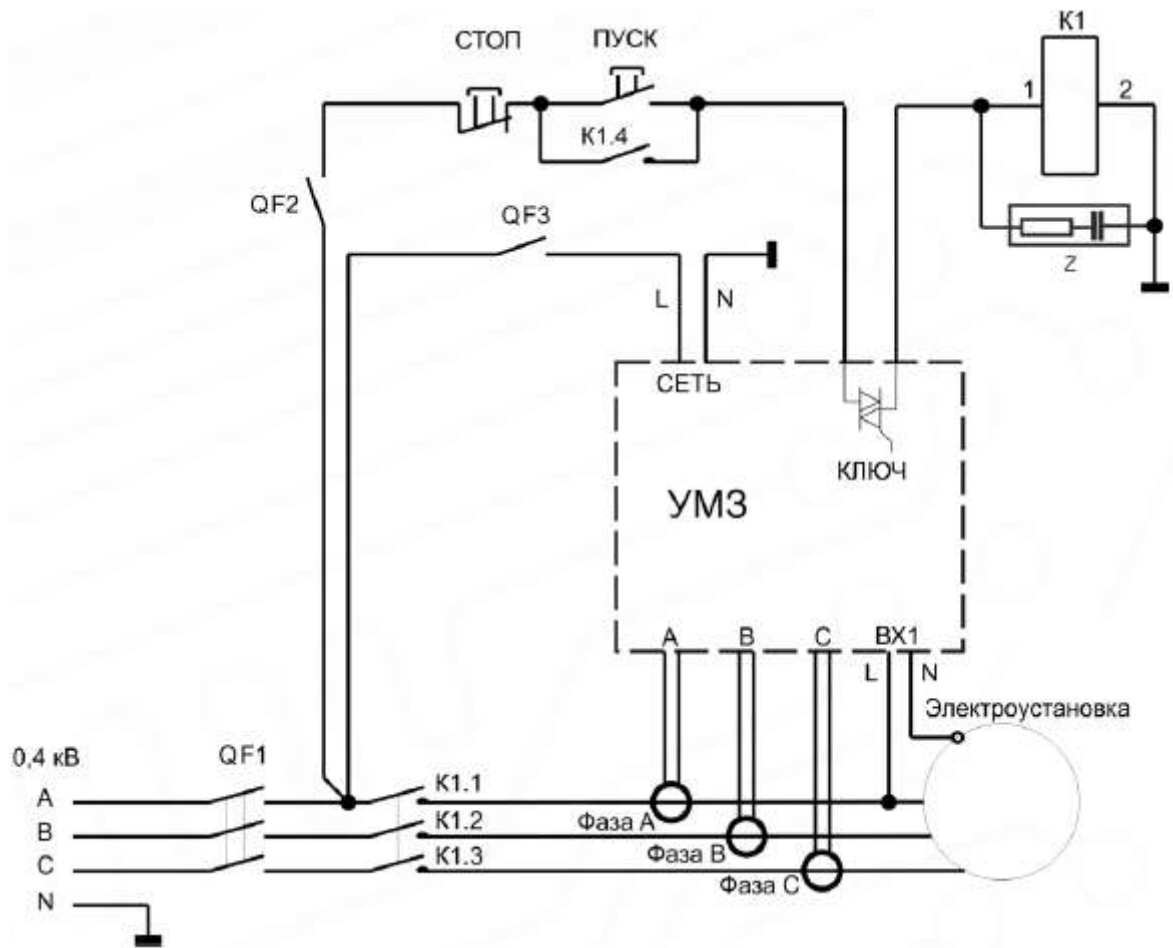 К1
СТОП ПУСК
1 2
К1.4
QF2
QF3
Z
L N
СЕТЬ
КЛЮЧ
УМЗ
А В С ВХ1
L N
Электроустановка
0,4 кВ QF1
А К1.1
Фаза А
В К1.2
Фаза В
С К1.3
Фаза С
N